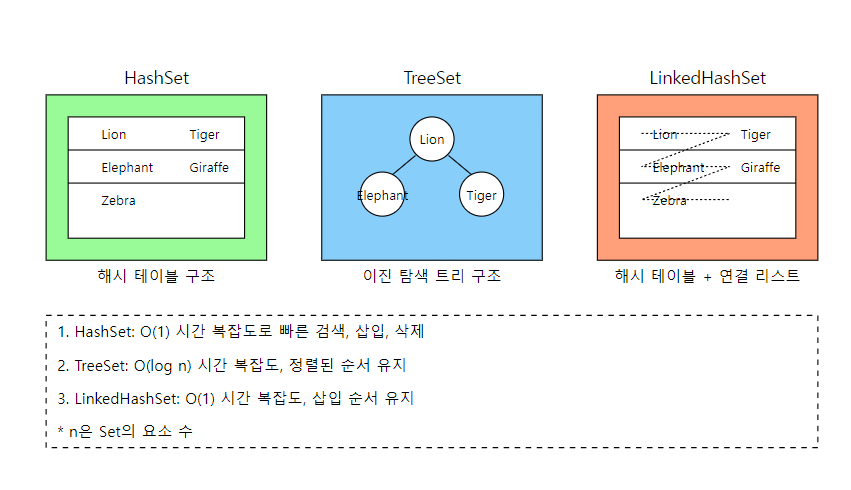 HashSet
TreeSet
LinkedHashSet
Lion Tiger
Elephant Giraffe
Zebra
Lion
Elephant Tiger
Lion Tiger
Elephant Giraffe
Zebra
해시 테이블 구조
이진 탐색 트리 구조
해시 테이블 + 연결 리스트
1. HashSet: O(1) 시간 복잡도로 빠른 검색, 삽입, 삭제
2. TreeSet: O(log n) 시간 복잡도, 정렬된 순서 유지
3. LinkedHashSet: O(1) 시간 복잡도, 삽입 순서 유지
* n은 Set의 요소 수